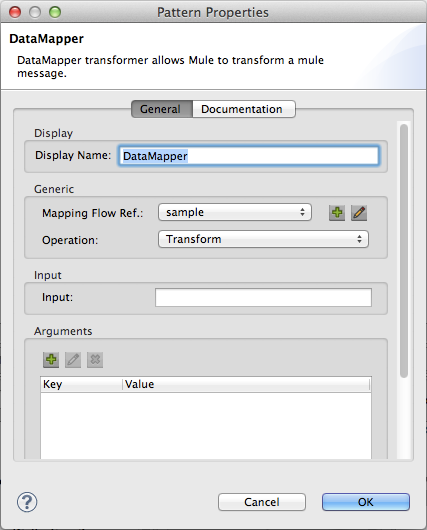 Pattern Properties
DataMapper
DataMapper transformer allows Mule to transform a mule
message.
General Documentation
Display
Display Name: DataMapper
Generic
Mapping Flow Ref.: sample
Operation: Transform
Input
Input:
Arguments
Key Value
? Cancel OK